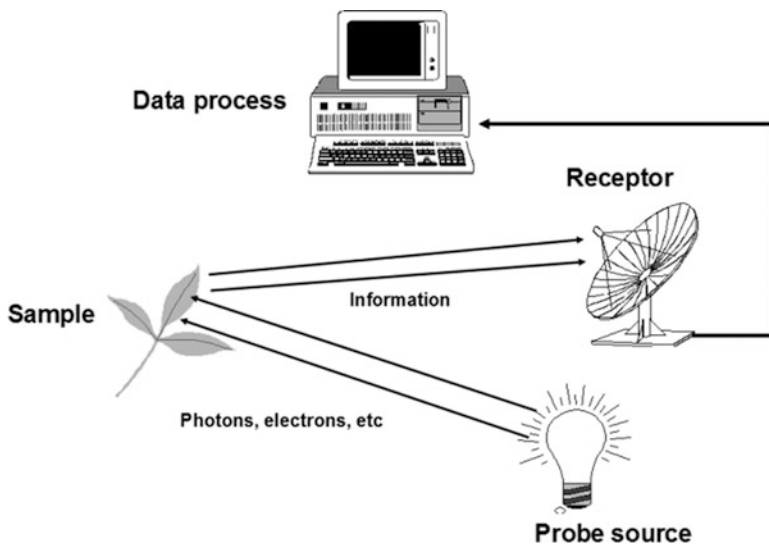 Data process
Receptor
Information
Sample
Photons, electrons, etc
Probe source